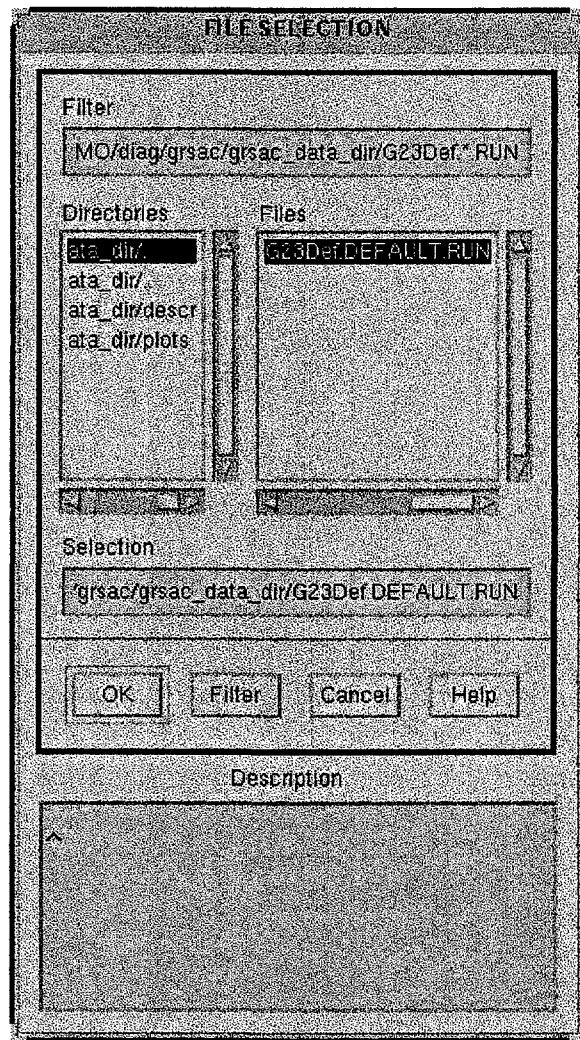 FILE SELECTION
Filter
MO/diag/grsac/grsac_data_dir/G23Def.*.RUN
Directories
Files
ata_dir/.
ata_dir/..
ata_dir/descr
ata_dir/plots
G23Def.DEFAULT.RUN
Selection
'grsac/grsac_data_dir/G23Def.DEFAULT.RUN
OK
Filter
Cancel
Help
Description